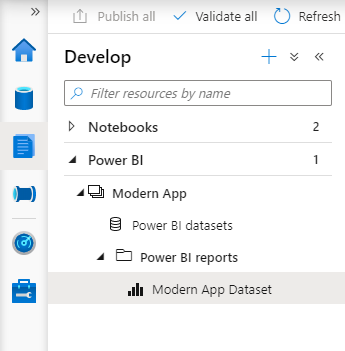 Publish all Validate all Refresh
Develop
Filter resources by name
Notebooks 2
Power BI 1
Modern App
Power BI datasets
Power BI reports
Modern App Dataset